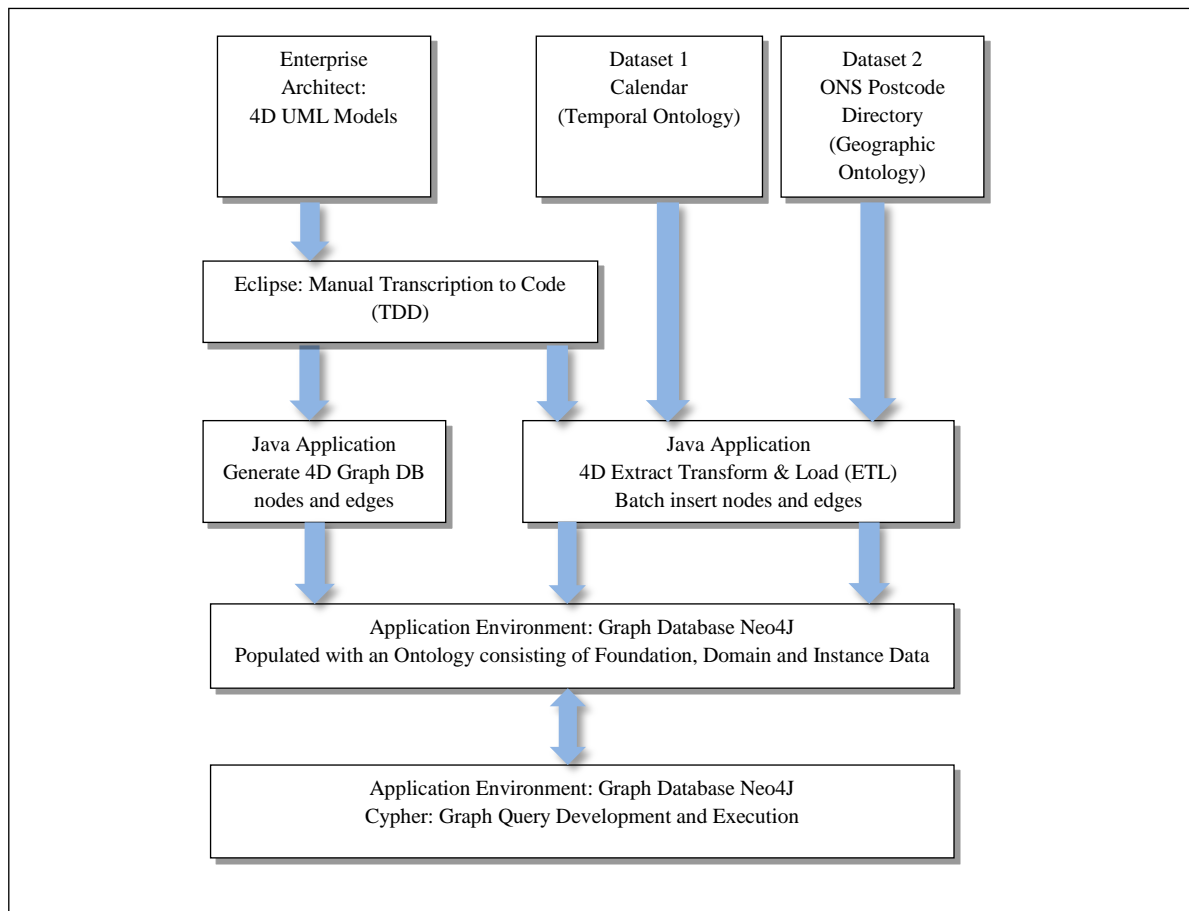 Enterprise
Architect:
4D UML Models
Dataset 1
Calendar
(Temporal Ontology)
Dataset 2
ONS Postcode
Directory
(Geographic
Ontology)
Eclipse: Manual Transcription to Code
(TDD)
Java Application
Generate 4D Graph DB
nodes and edges
Java Application
4D Extract Transform & Load (ETL)
Batch insert nodes and edges
Application Environment: Graph Database Neo4J
Populated with an Ontology consisting of Foundation, Domain and Instance Data
Application Environment: Graph Database Neo4J
Cypher: Graph Query Development and Execution